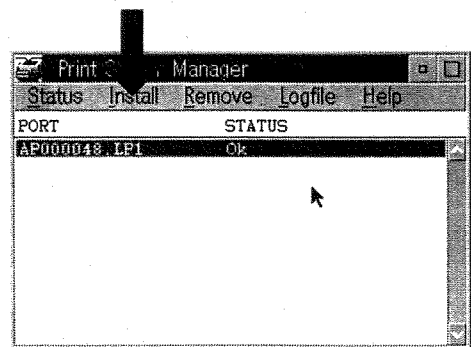 Print Manager
Status Install Remove Logfile Help
PORT STATUS
AP000048.LP1 Ok